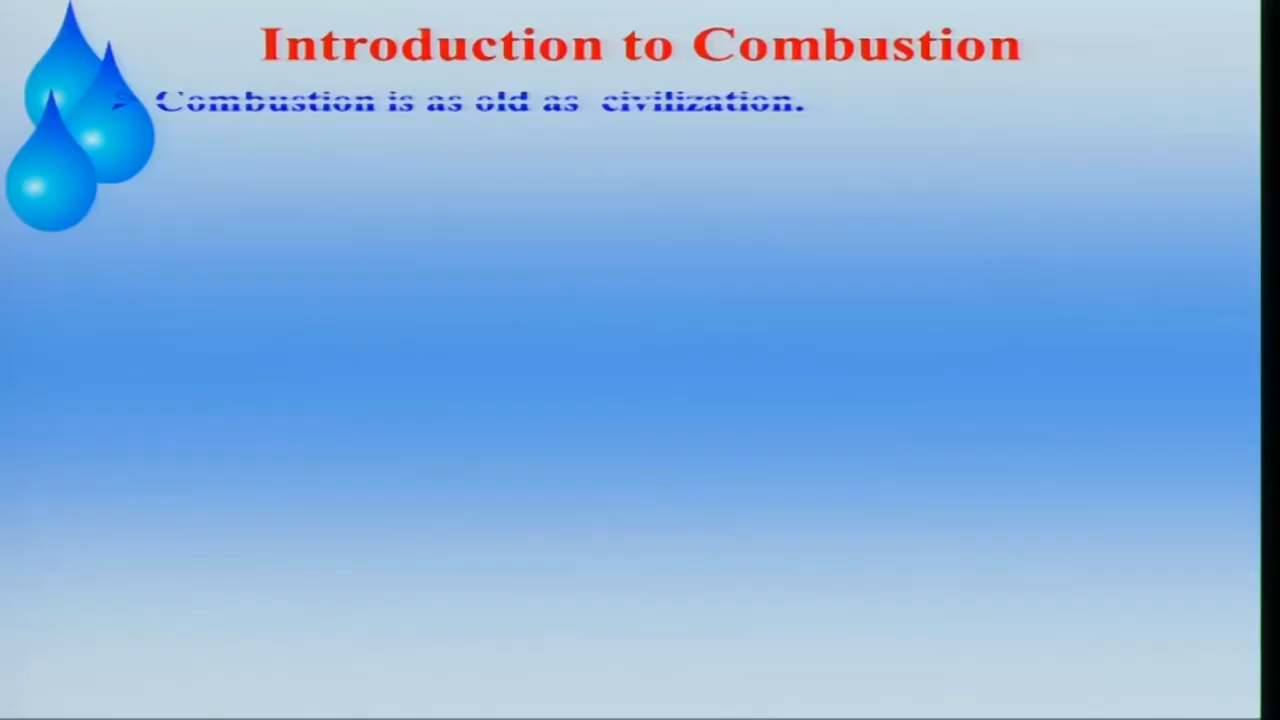 Introduction to Combustion
➢ Combustion is as old as civilization.